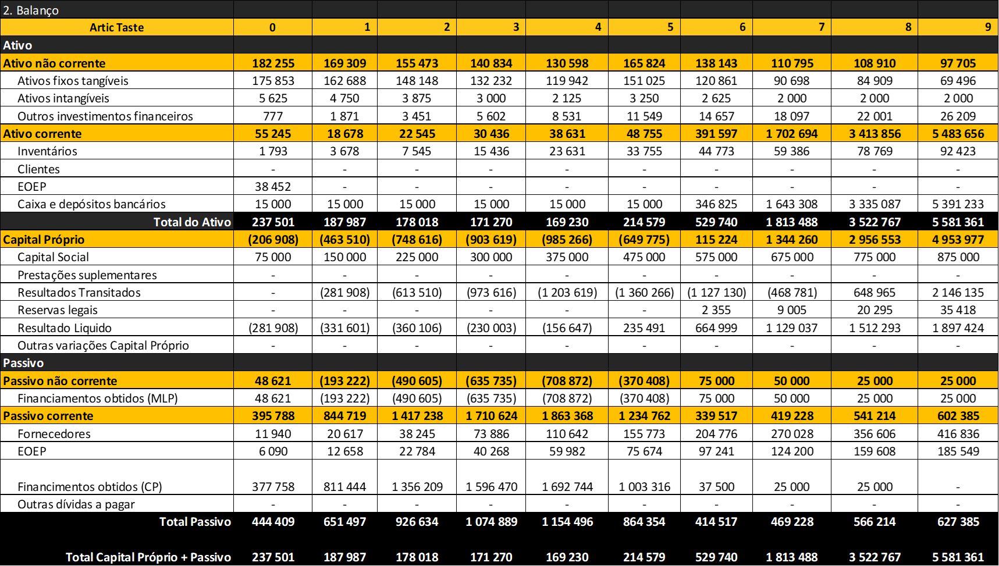 2. Balanço
Artic Taste 0 1 2 3 4 5 6 7 8 9
Ativo
Ativo não corrente 182 255 169 309 155 473 140 834 130 598 165 824 138 143 110 795 108 910 97 705
Ativos fixos tangíveis 175 853 162 688 148 148 132 232 119 942 151 025 120 861 90 698 84 909 69 496
Ativos intangíveis 5 625 4 750 3 875 3 000 2 125 3 250 2 625 2 000 2 000 2 000
Outros investimentos financeiros 777 1 871 3 451 5 602 8 531 11 549 14 657 18 097 22 001 26 209
Ativo corrente 55 245 18 678 22 545 30 436 38 631 48 755 391 597 1 702 694 3 413 856 5 483 656
Inventários 1 793 3 678 7 545 15 436 23 631 33 755 44 773 59 386 78 769 92 423
Clientes - - - - - - - - - -
EOEP 38 452 - - - - - - - - -
Caixa e depósitos bancários 15 000 15 000 15 000 15 000 15 000 15 000 346 825 1 643 308 3 335 087 5 391 233
Total do Ativo 237 501 187 987 178 018 171 270 169 230 214 579 529 740 1 813 488 3 522 767 5 581 361
Capital Próprio (206 908) (463 510) (748 616) (903 619) (985 266) (649 775) 115 224 1 344 260 2 956 553 4 953 977
Capital Social 75 000 150 000 225 000 300 000 375 000 475 000 575 000 675 000 775 000 875 000
Prestações suplementares - - - - - - - - - -
Resultados Transitados - (281 908) (613 510) (973 616) (1 203 619) (1 360 266) (1 127 130) (468 781) 648 965 2 146 135
Reservas legais - - - - - - 2 355 9 005 20 295 35 418
Resultado Liquido (281 908) (331 601) (360 106) (230 003) (156 647) 235 491 664 999 1 129 037 1 512 293 1 897 424
Outras variações Capital Próprio - - - - - - - - - -
Passivo
Passivo não corrente 48 621 (193 222) (490 605) (635 735) (708 872) (370 408) 75 000 50 000 25 000 25 000
Financiamentos obtidos (MLP) 48 621 (193 222) (490 605) (635 735) (708 872) (370 408) 75 000 50 000 25 000 25 000
Passivo corrente 395 788 844 719 1 417 238 1 710 624 1 863 368 1 234 762 339 517 419 228 541 214 602 385
Fornecedores 11 940 20 617 38 245 73 886 110 642 155 773 204 776 270 028 356 606 416 836
EOEP 6 090 12 658 22 784 40 268 59 982 75 674 97 241 124 200 159 608 185 549
Financimentos obtidos (CP) 377 758 811 444 1 356 209 1 596 470 1 692 744 1 003 316 37 500 25 000 25 000 -
Outras dívidas a pagar - - - - - - - - - -
Total Passivo 444 409 651 497 926 634 1 074 889 1 154 496 864 354 414 517 469 228 566 214 627 385
Total Capital Próprio + Passivo 237 501 187 987 178 018 171 270 169 230 214 579 529 740 1 813 488 3 522 767 5 581 361